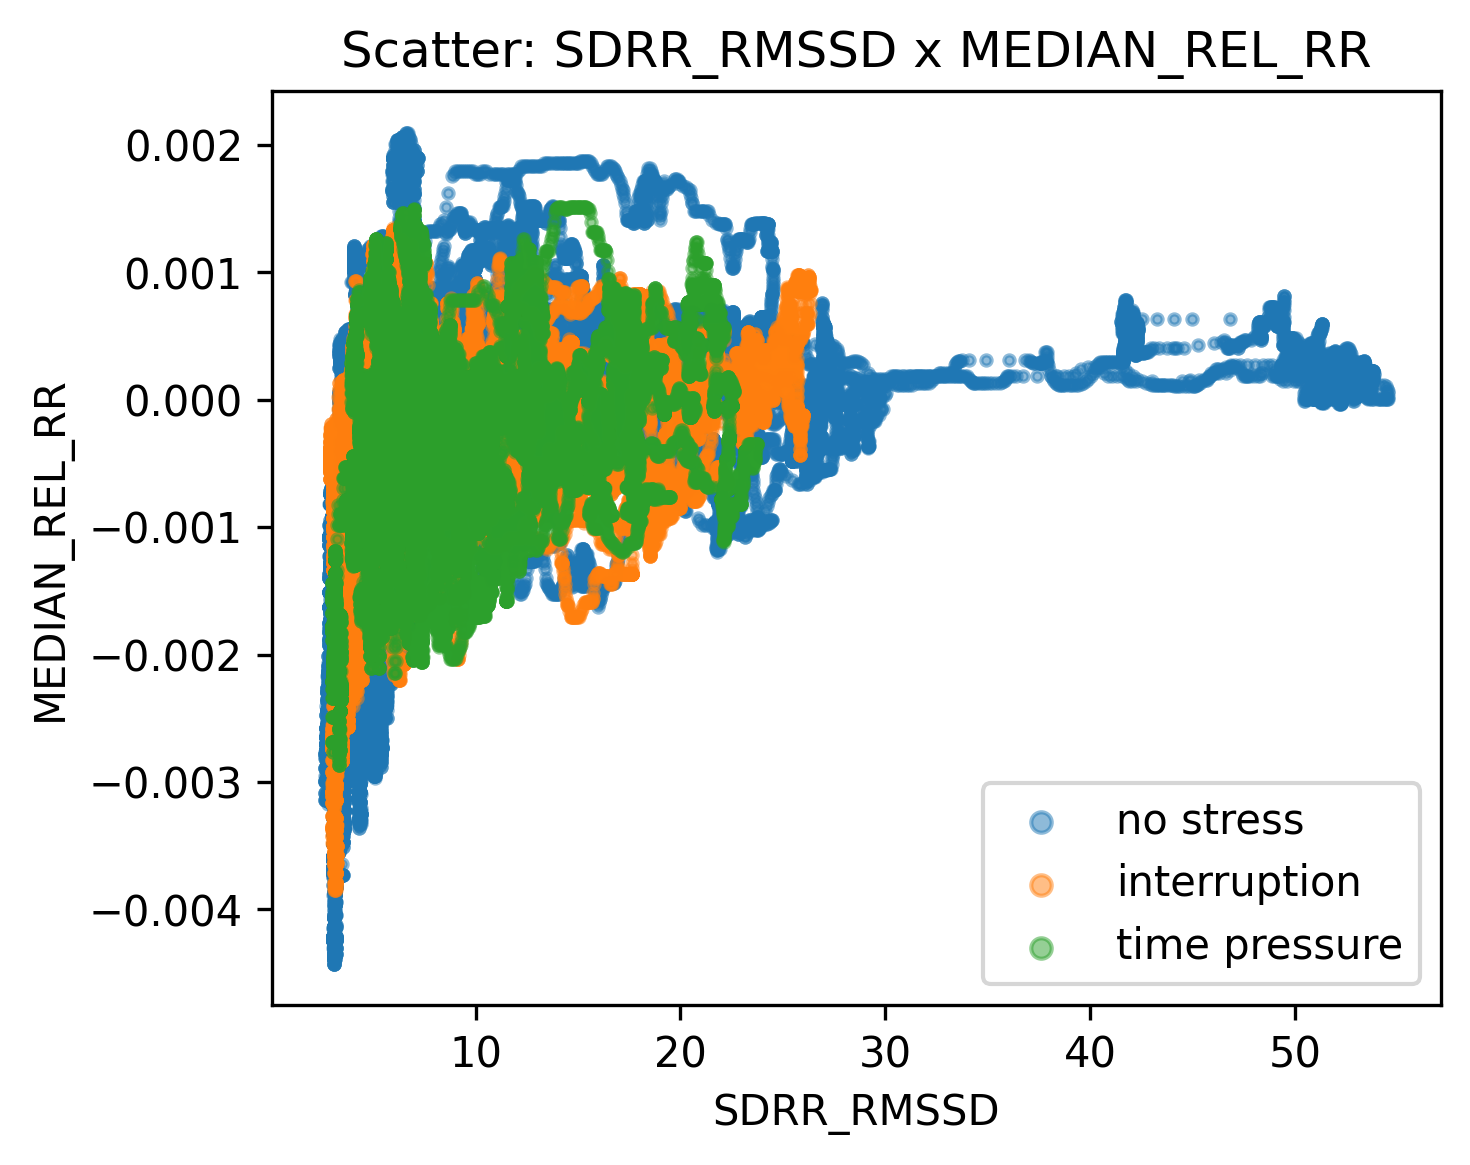 Scatter: SDRR_RMSSD x MEDIAN_REL_RR
0.002
0.001
0.000
−0.001
−0.002
−0.003
−0.004
MEDIAN_REL_RR
no stress
interruption
time pressure
10 20 30 40 50
SDRR_RMSSD